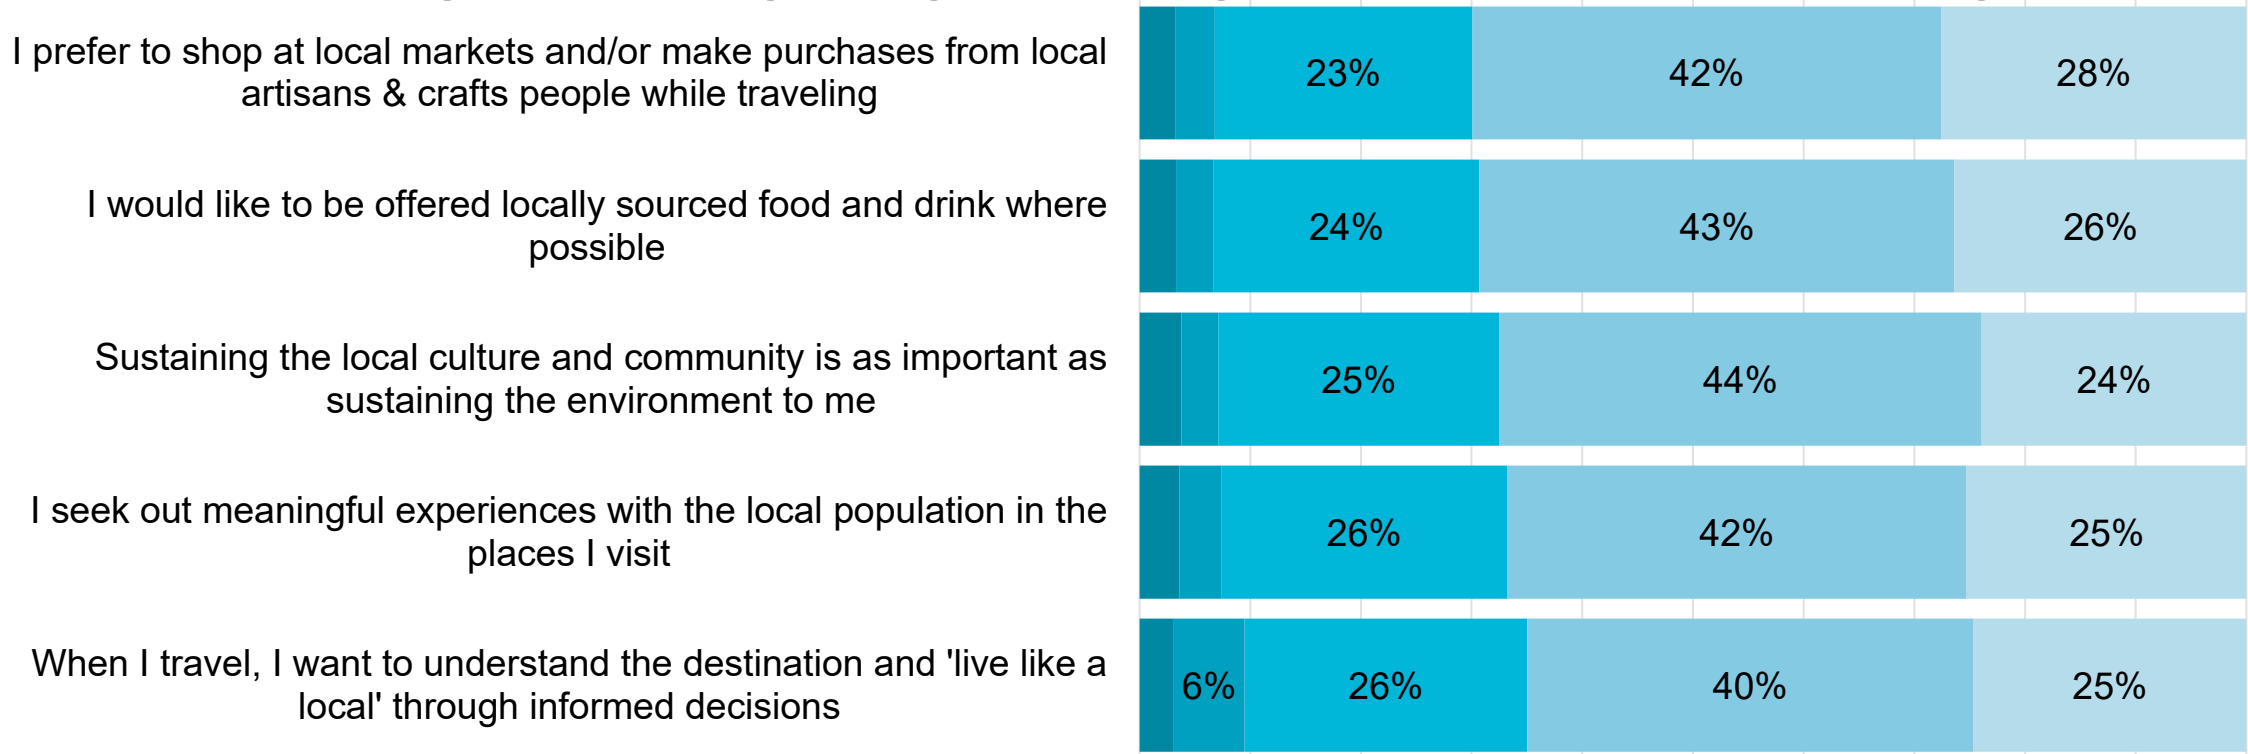 I prefer to shop at local markets and/or make purchases from local
artisans & crafts people while traveling
23%
42%
28%
I would like to be offered locally sourced food and drink where
possible
24%
43%
26%
Sustaining the local culture and community is as important as
sustaining the environment to me
25%
44%
24%
I seek out meaningful experiences with the local population in the
places I visit
26%
42%
25%
When I travel, I want to understand the destination and 'live like a
local' through informed decisions
6%
26%
40%
25%